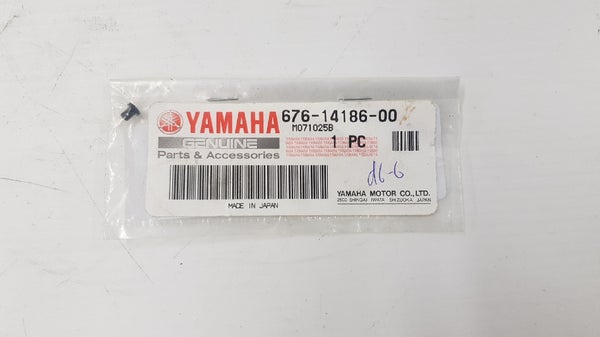 YAMAHA 676-14186-00
M071025B
GENUINE
1 PC
Parts & Accessories
d6-6
YAMAHA MOTOR CO., LTD.
2500 SHINGAI IWATA SHIZUOKA JAPAN
MADE IN JAPAN